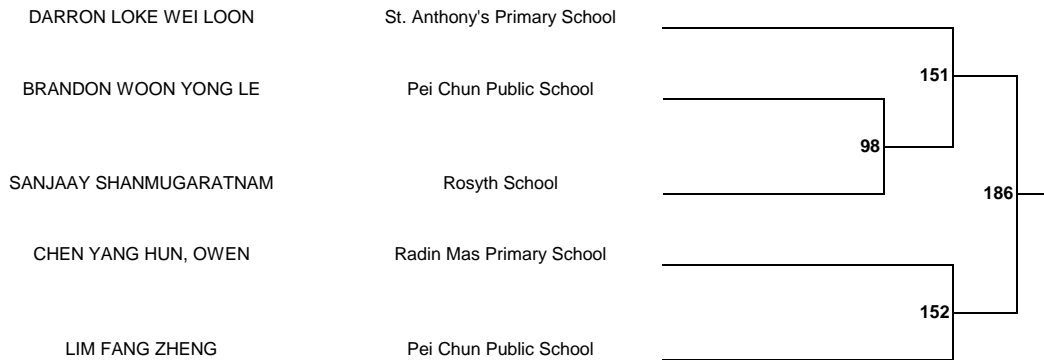 DARRON LOKE WEI LOON St. Anthony's Primary School
151
BRANDON WOON YONG LE Pei Chun Public School
98
SANJAAY SHANMUGARATNAM Rosyth School
186
CHEN YANG HUN, OWEN Radin Mas Primary School
152
LIM FANG ZHENG Pei Chun Public School